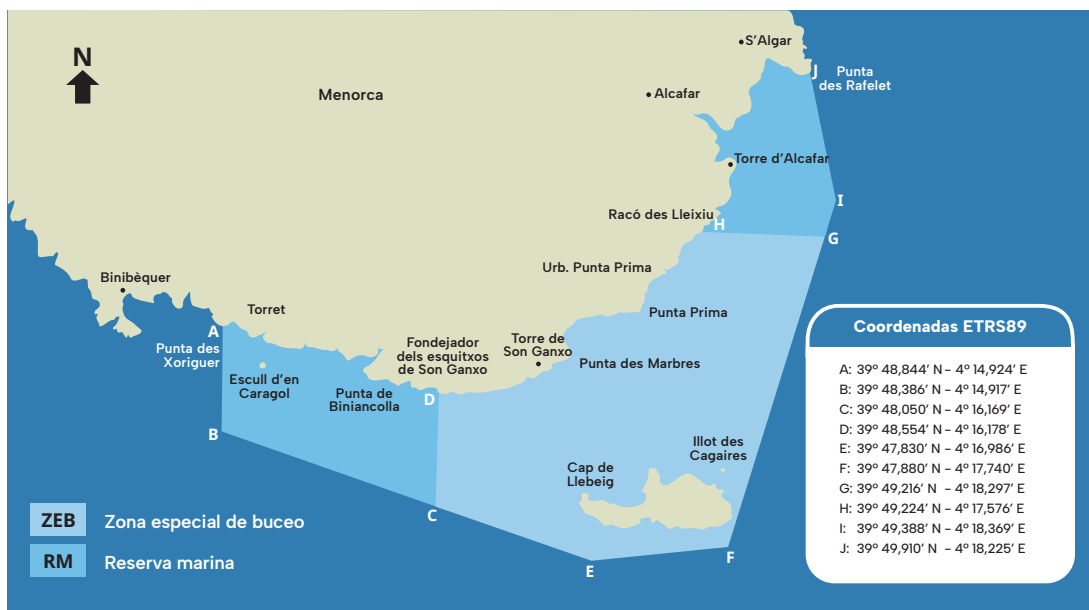 N
S'Algar
J
Punta
des Rafelet
Menorca
Alcafar
Torre d'Alcafar
I
Racó des Lleixiu
H
G
Urb. Punta Prima
Binibèquer
Torret
Punta Prima
A
Punta des
Xoriguer
Fondejador
dels esquitxos
de Son Ganxo
Torre de
Son Ganxo
Punta des Marbres
Escull d'en
Caragol
Punta de
Biniancolla
D
B
Illot des
Cagaires
Cap de
Llebeig
C
F
E
ZEB
Zona especial de buceo
RM
Reserva marina
Coordenadas ETRS89
A: 39º 48,844' N - 4º 14,924' E
B: 39º 48,386' N - 4º 14,917' E
C: 39º 48,050' N - 4º 16,169' E
D: 39º 48,554' N - 4º 16,178' E
E: 39º 47,830' N - 4º 16,986' E
F: 39º 47,880' N - 4º 17,740' E
G: 39º 49,216' N - 4º 18,297' E
H: 39º 49,224' N - 4º 17,576' E
I: 39º 49,388' N - 4º 18,369' E
J: 39º 49,910' N - 4º 18,225' E